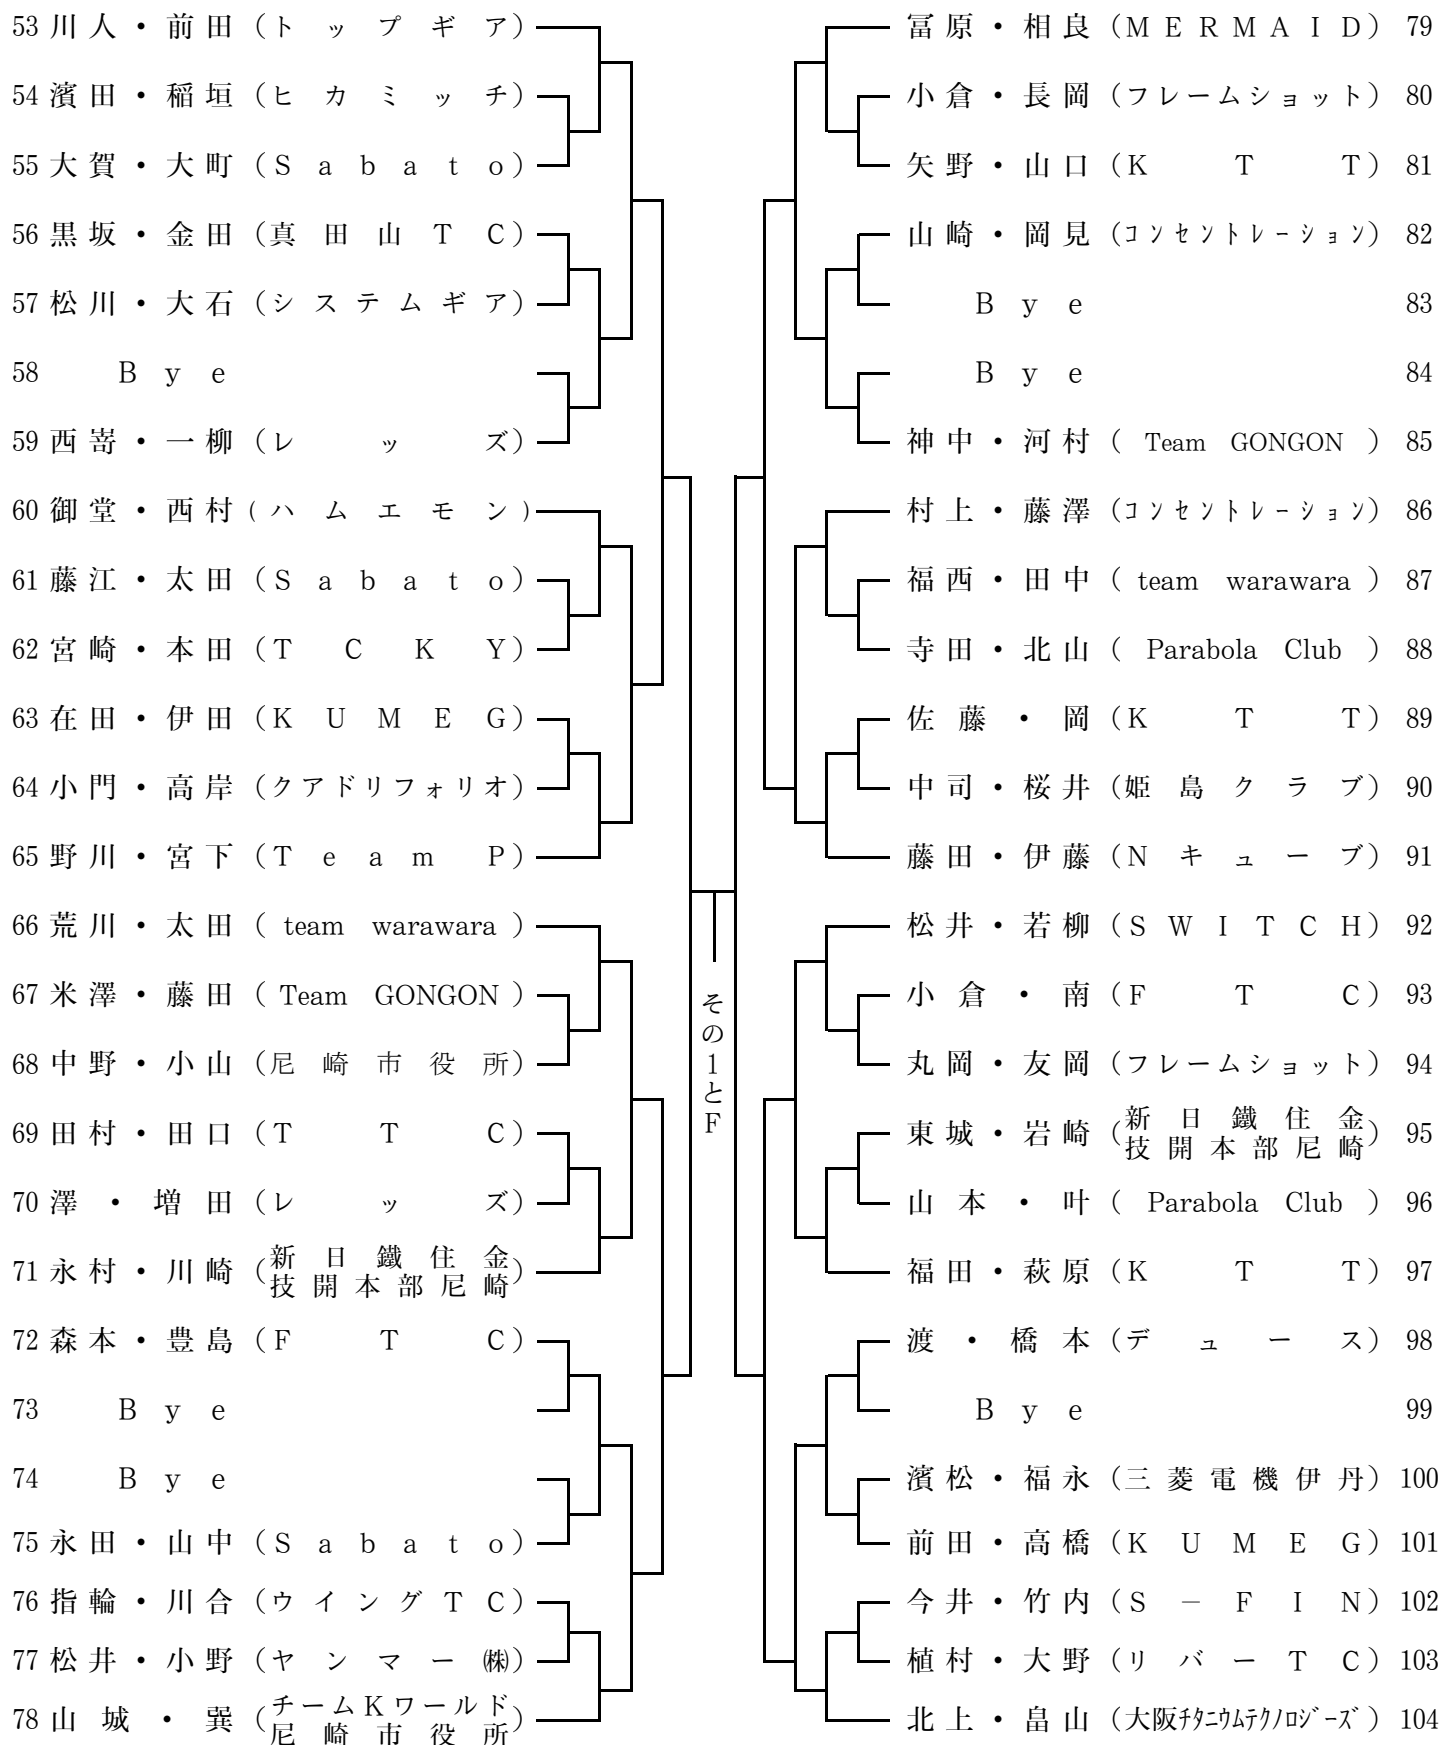 53 川人・前田 (トップギア)
54 濱田・稲垣 (ヒカミッチ)
55 大賀・大町 (Sabato)
56 黒坂・金田 (真田山TC)
57 松川・大石 (システムギア)
58 Bye
59 西嵜・一柳 (レッズ)
60 御堂・西村 (ハムエモン)
61 藤江・太田 (Sabato)
62 宮崎・本田 (TCKY)
63 在田・伊田 (KUMEG)
64 小門・高岸 (クアドリフォリオ)
65 野川・宮下 (Team P)
66 荒川・太田 (team warawara)
67 米澤・藤田 (Team GONGON)
68 中野・小山 (尼崎市役所)
69 田村・田口 (TTC)
70 澤・増田 (レッズ)
71 永村・川崎 (新日鐵住金
技開本部尼崎)
72 森本・豊島 (FTC)
73 Bye
74 Bye
75 永田・山中 (Sabato)
76 指輪・川合 (ウイングTC)
77 松井・小野 (ヤンマー㈱)
78 山城・巽 (チームKワールド
尼崎市役所)
その1とF
冨原・相良 (MERMAID) 79
小倉・長岡 (フレームショット) 80
矢野・山口 (KTT) 81
山崎・岡見 (コンセントレーション) 82
Bye 83
Bye 84
神中・河村 (Team GONGON) 85
村上・藤澤 (コンセントレーション) 86
福西・田中 (team warawara) 87
寺田・北山 (Parabola Club) 88
佐藤・岡 (KTT) 89
中司・桜井 (姫島クラブ) 90
藤田・伊藤 (Nキューブ) 91
松井・若柳 (SWITCH) 92
小倉・南 (FTC) 93
丸岡・友岡 (フレームショット) 94
東城・岩崎 (新日鐵住金
技開本部尼崎) 95
山本・叶 (Parabola Club) 96
福田・萩原 (KTT) 97
渡・橋本 (デュース) 98
Bye 99
濱松・福永 (三菱電機伊丹) 100
前田・高橋 (KUMEG) 101
今井・竹内 (S－FIN) 102
植村・大野 (リバーTC) 103
北上・畠山 (大阪ﾁﾀﾆｳﾑﾃｸﾉﾛｼﾞｰｽﾞ) 104